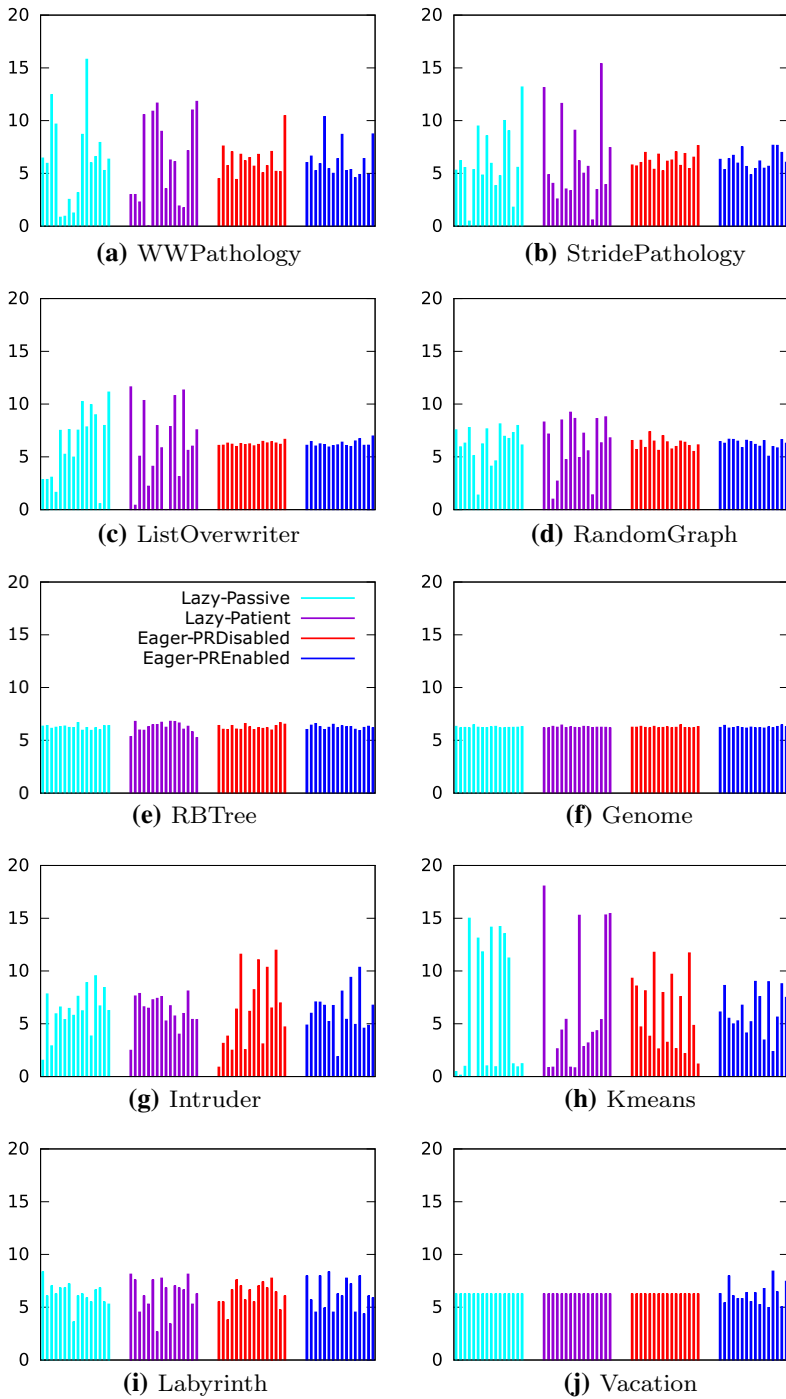 20 20
15 15
10 10
5 5
0 0
(a) WWPathology (b) StridePathology
20 20
15 15
10 10
5 5
0 0
(c) ListOverwriter (d) RandomGraph
20 20
Lazy-Passive
Lazy-Patient
15 15
Eager-PRDisabled
Eager-PREnabled
10 10
5 5
0 0
(e) RBTree (f) Genome
20 20
15 15
10 10
5 5
0 0
(g) Intruder (h) Kmeans
20 20
15 15
10 10
5 5
0 0
(i) Labyrinth (j) Vacation